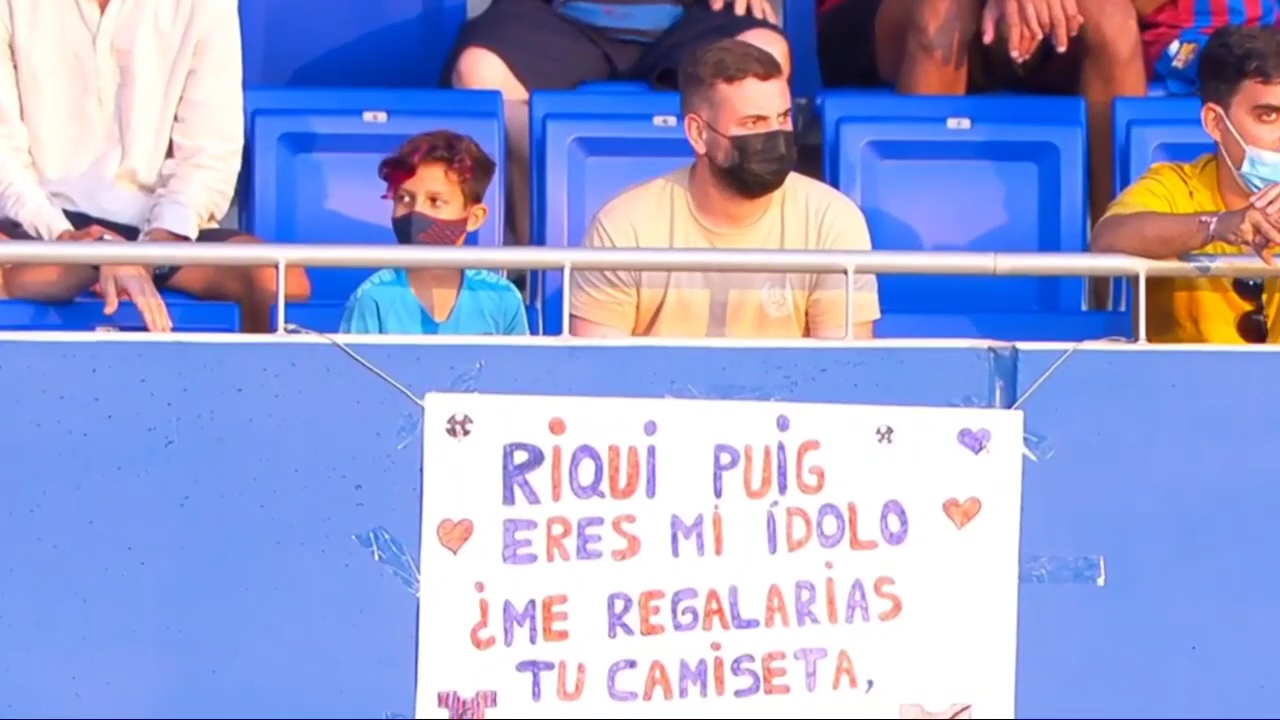 RIQUI PUIG
ERES MI ÍDOLO
¿ME REGALARIAS
TU CAMISETA,